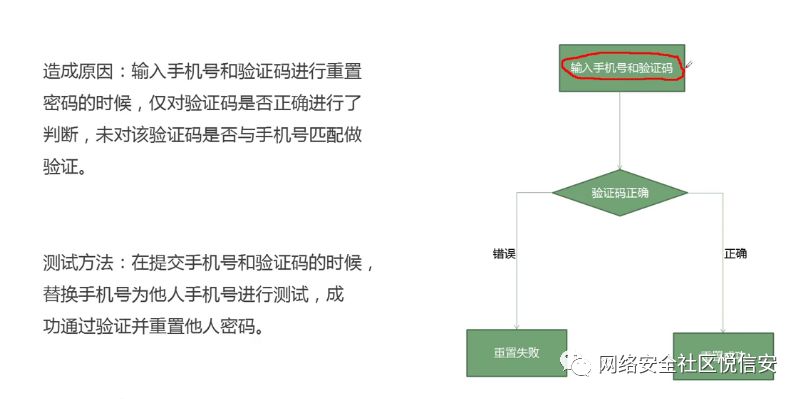 造成原因：输入手机号和验证码进行重置
密码的时候，仅对验证码是否正确进行了
判断，未对该验证码是否与手机号匹配做
验证。
测试方法：在提交手机号和验证码的时候，
替换手机号为他人手机号进行测试，成
功通过验证并重置他人密码。
输入手机号和验证码
验证码正确
错误
正确
重置失败
网络安全社区悦信安